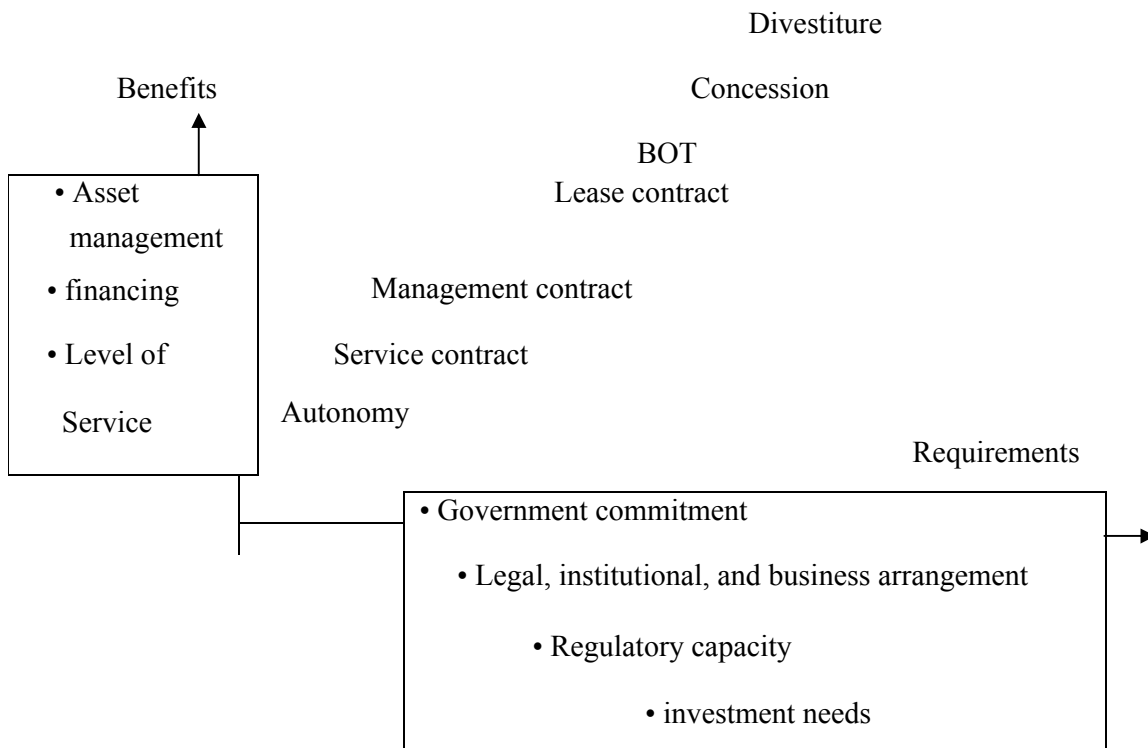 Divestiture
Benefits
Concession
BOT
• Asset
management
Lease contract
• financing
Management contract
• Level of
Service
Service contract
Autonomy
Requirements
• Government commitment
• Legal, institutional, and business arrangement
• Regulatory capacity
• investment needs